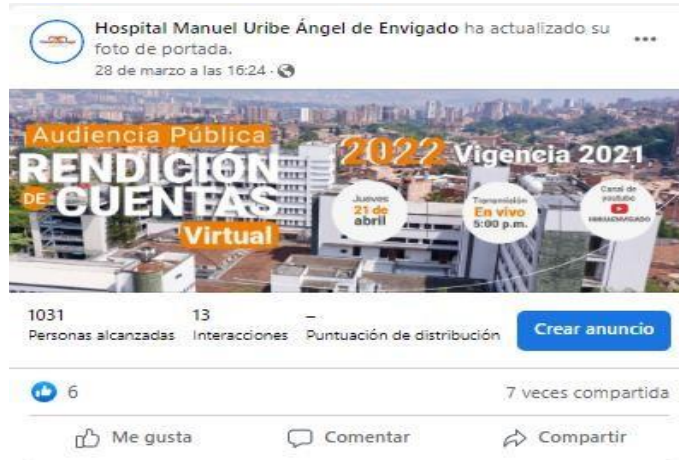 Hospital Manuel Uribe Ángel de Envigado ha actualizado su
foto de portada.
28 de marzo a las 16:24 ·
Audiencia Pública
RENDICIÓN
DE CUENTAS
Virtual
2022 Vigencia 2021
Jueves
21 de
abril
Transmisión
En vivo
5:00 p.m.
Canal de
youtube
1031
Personas alcanzadas
13
Interacciones
–
Puntuación de distribución
Crear anuncio
6
7 veces compartida
Me gusta
Comentar
Compartir